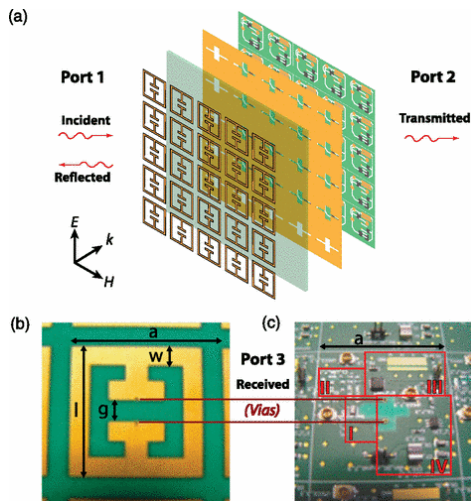 (a)
Port 1
Port 2
Incident
Transmitted
Reflected
E
k
H
(b)
a
w
l
g
Port 3
Received
(Vias)
(c)
a
II
III
I
IV